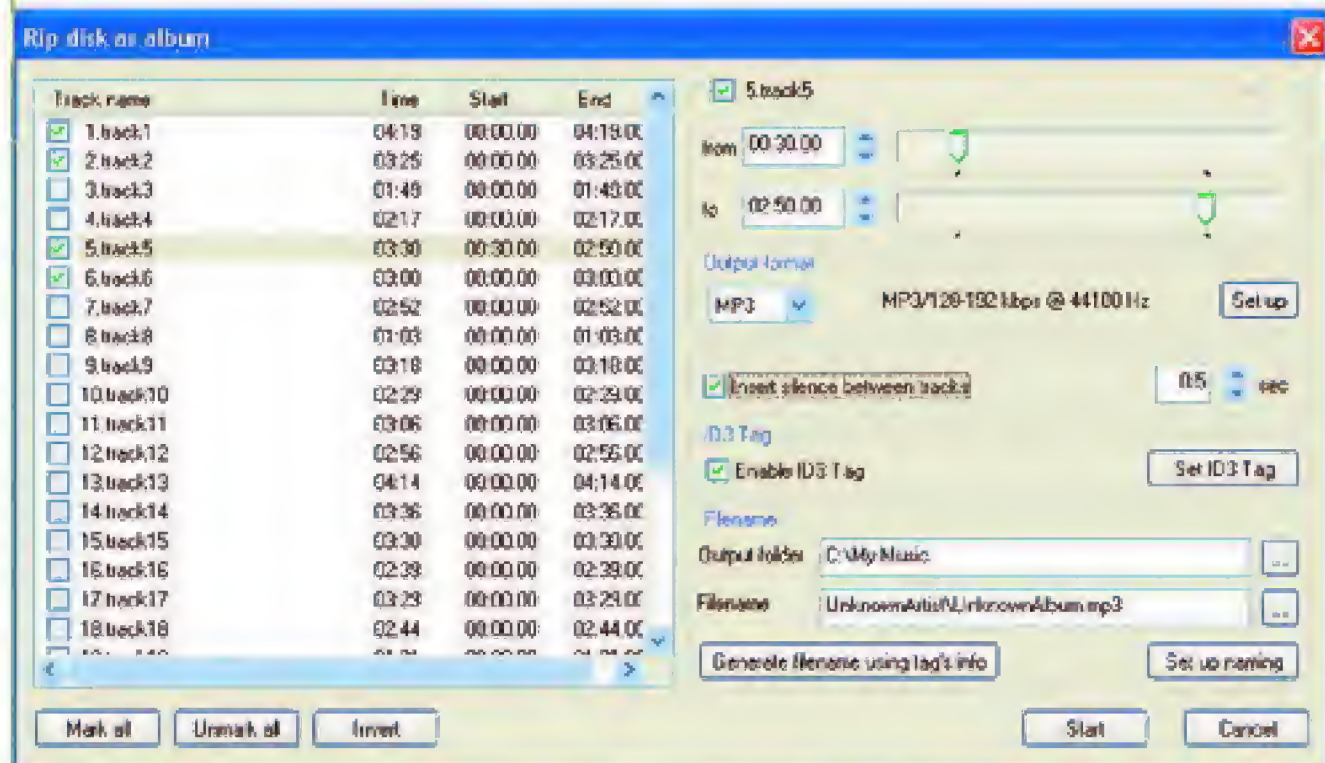 Rip disk as album
Track name Time Start End
1.track1 04:19 00:00.00 04:19.00
2.track2 03:25 00:00.00 03:25.00
3.track3 01:49 00:00.00 01:49.00
4.track4 02:17 00:00.00 02:17.00
5.track5 03:30 00:30.00 02:50.00
6.track6 03:00 00:00.00 03:00.00
7.track7 02:52 00:00.00 02:52.00
8.track8 01:03 00:00.00 01:03.00
9.track9 03:18 00:00.00 03:18.00
10.track10 02:29 00:00.00 02:29.00
11.track11 03:06 00:00.00 03:06.00
12.track12 02:56 00:00.00 02:56.00
13.track13 04:14 00:00.00 04:14.00
14.track14 03:36 00:00.00 03:36.00
15.track15 03:30 00:00.00 03:30.00
16.track16 02:39 00:00.00 02:39.00
17.track17 03:29 00:00.00 03:29.00
18.track18 02:44 00:00.00 02:44.00
Mark all Unmark all Invert
5.track5
from 00:30.00
to 02:50.00
Output format
MP3 MP3/128-192 kbps @ 44100 Hz Set up
Insert silence between tracks 0.5 sec
ID3 Tag
Enable ID3 Tag Set ID3 Tag
Filename
Output folder C:\My Music ...
Filename UnknownArtist\UnknownAlbum.mp3 ...
Generate filename using tag's info Set up naming
Start Cancel